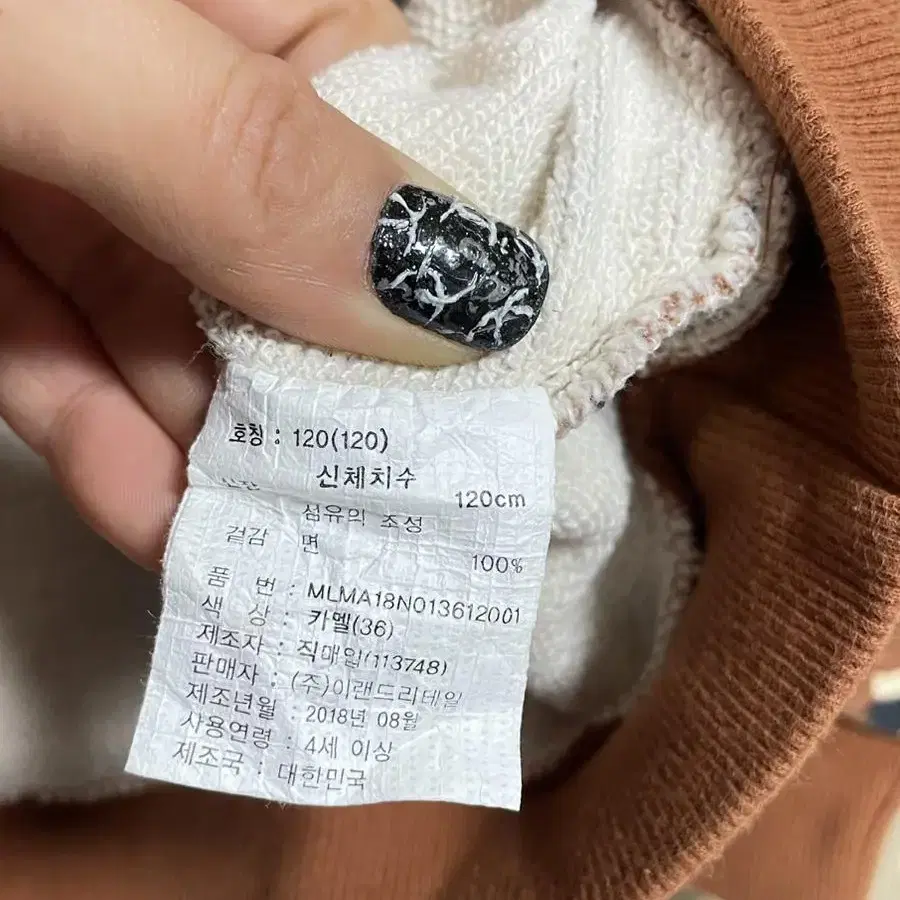 호칭 : 120(120)
신체치수
신장 120cm
섬유의 조성
겉감 면 100%
품 번 : MLMA18N013612001
색 상 : 카멜(36)
제조자 : 직매입(113748)
판매자 : (주)이랜드리테일
제조년월 : 2018년 08월
사용연령 : 4세 이상
제조국 : 대한민국